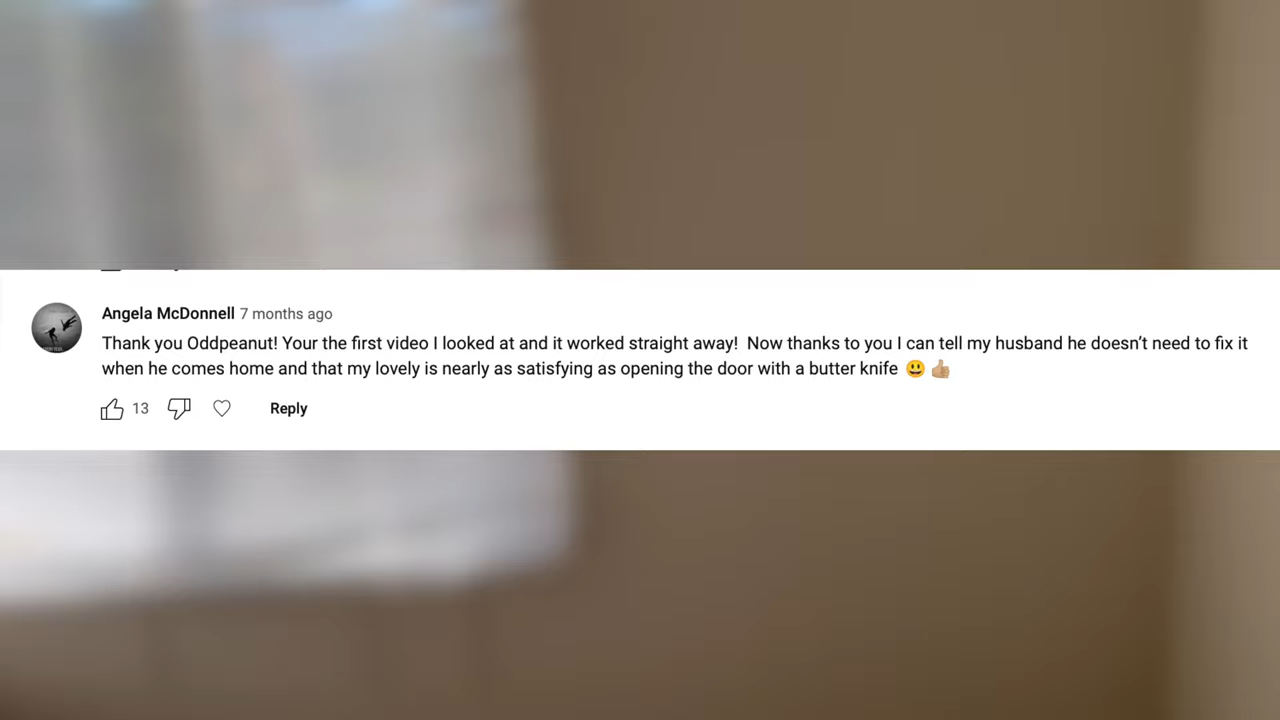 Angela McDonnell 7 months ago
Thank you Oddpeanut! Your the first video I looked at and it worked straight away!  Now thanks to you I can tell my husband he doesn’t need to fix it
when he comes home and that my lovely is nearly as satisfying as opening the door with a butter knife 😃 👍🏼
13
Reply